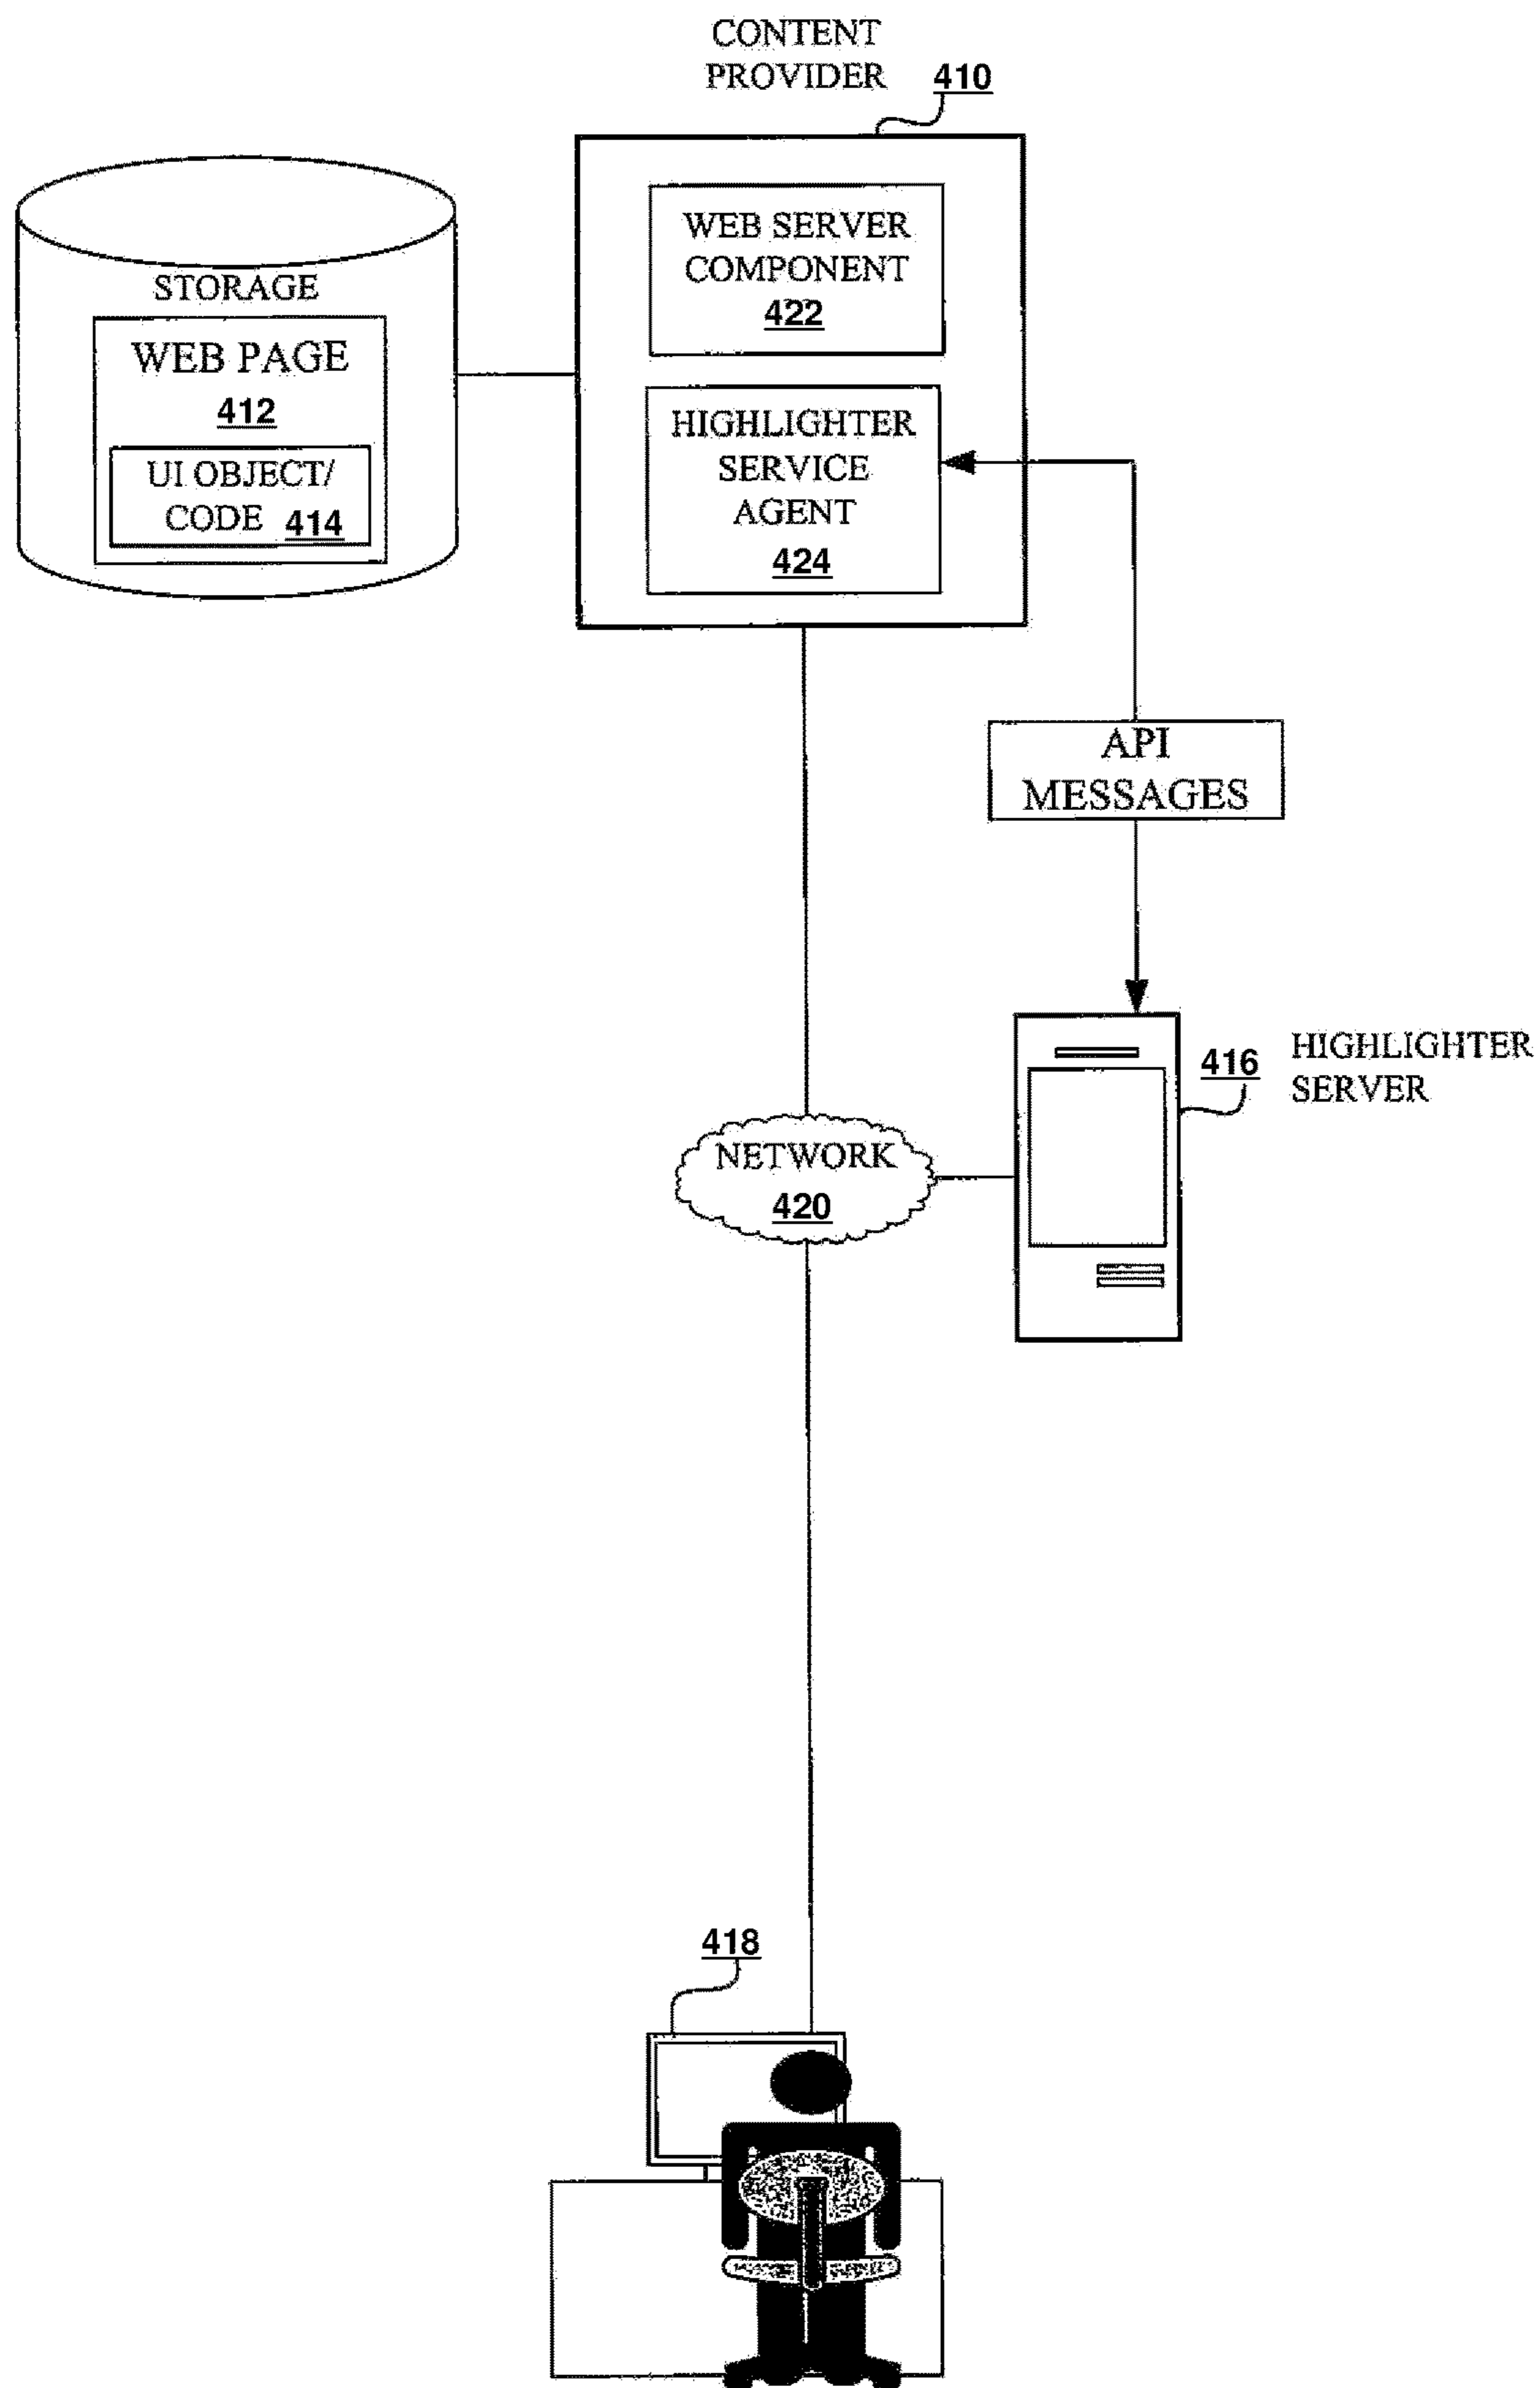 CONTENT
PROVIDER 410
WEB SERVER
COMPONENT
422
STORAGE
WEB PAGE
412
UI OBJECT/
CODE 414
HIGHLIGHTER
SERVICE
AGENT
424
API
MESSAGES
416 HIGHLIGHTER
SERVER
NETWORK
420
418